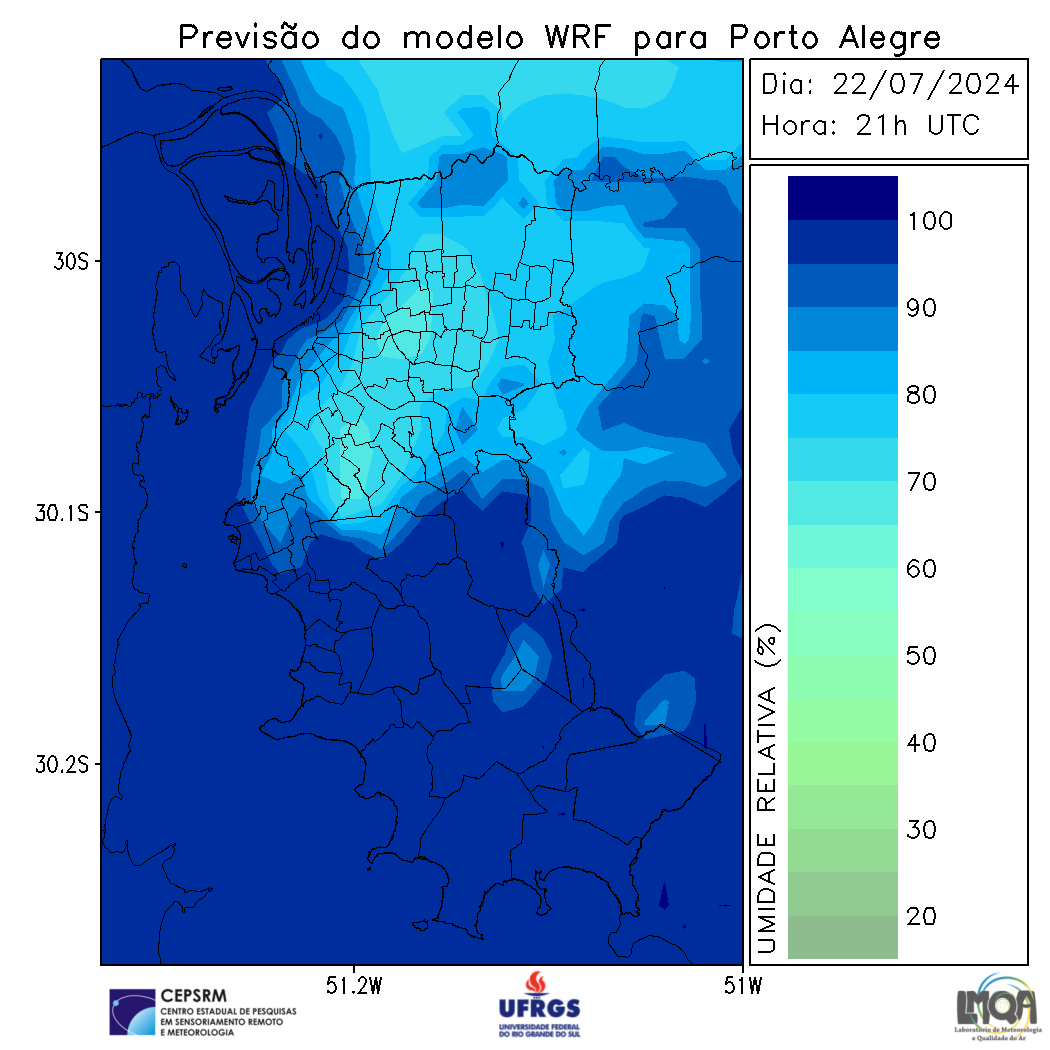 Previsão do modelo WRF para Porto Alegre
Dia: 22/07/2024
Hora: 21h UTC
100
90
80
70
60
50
40
30
20
UMIDADE RELATIVA (%)
30S
30.1S
30.2S
51.2W
51W
CEPSRM
CENTRO ESTADUAL DE PESQUISAS
EM SENSORIAMENTO REMOTO
E METEOROLOGIA
UFRGS
UNIVERSIDADE FEDERAL
DO RIO GRANDE DO SUL
LMQA
Laboratório de Meteorologia
e Qualidade do Ar